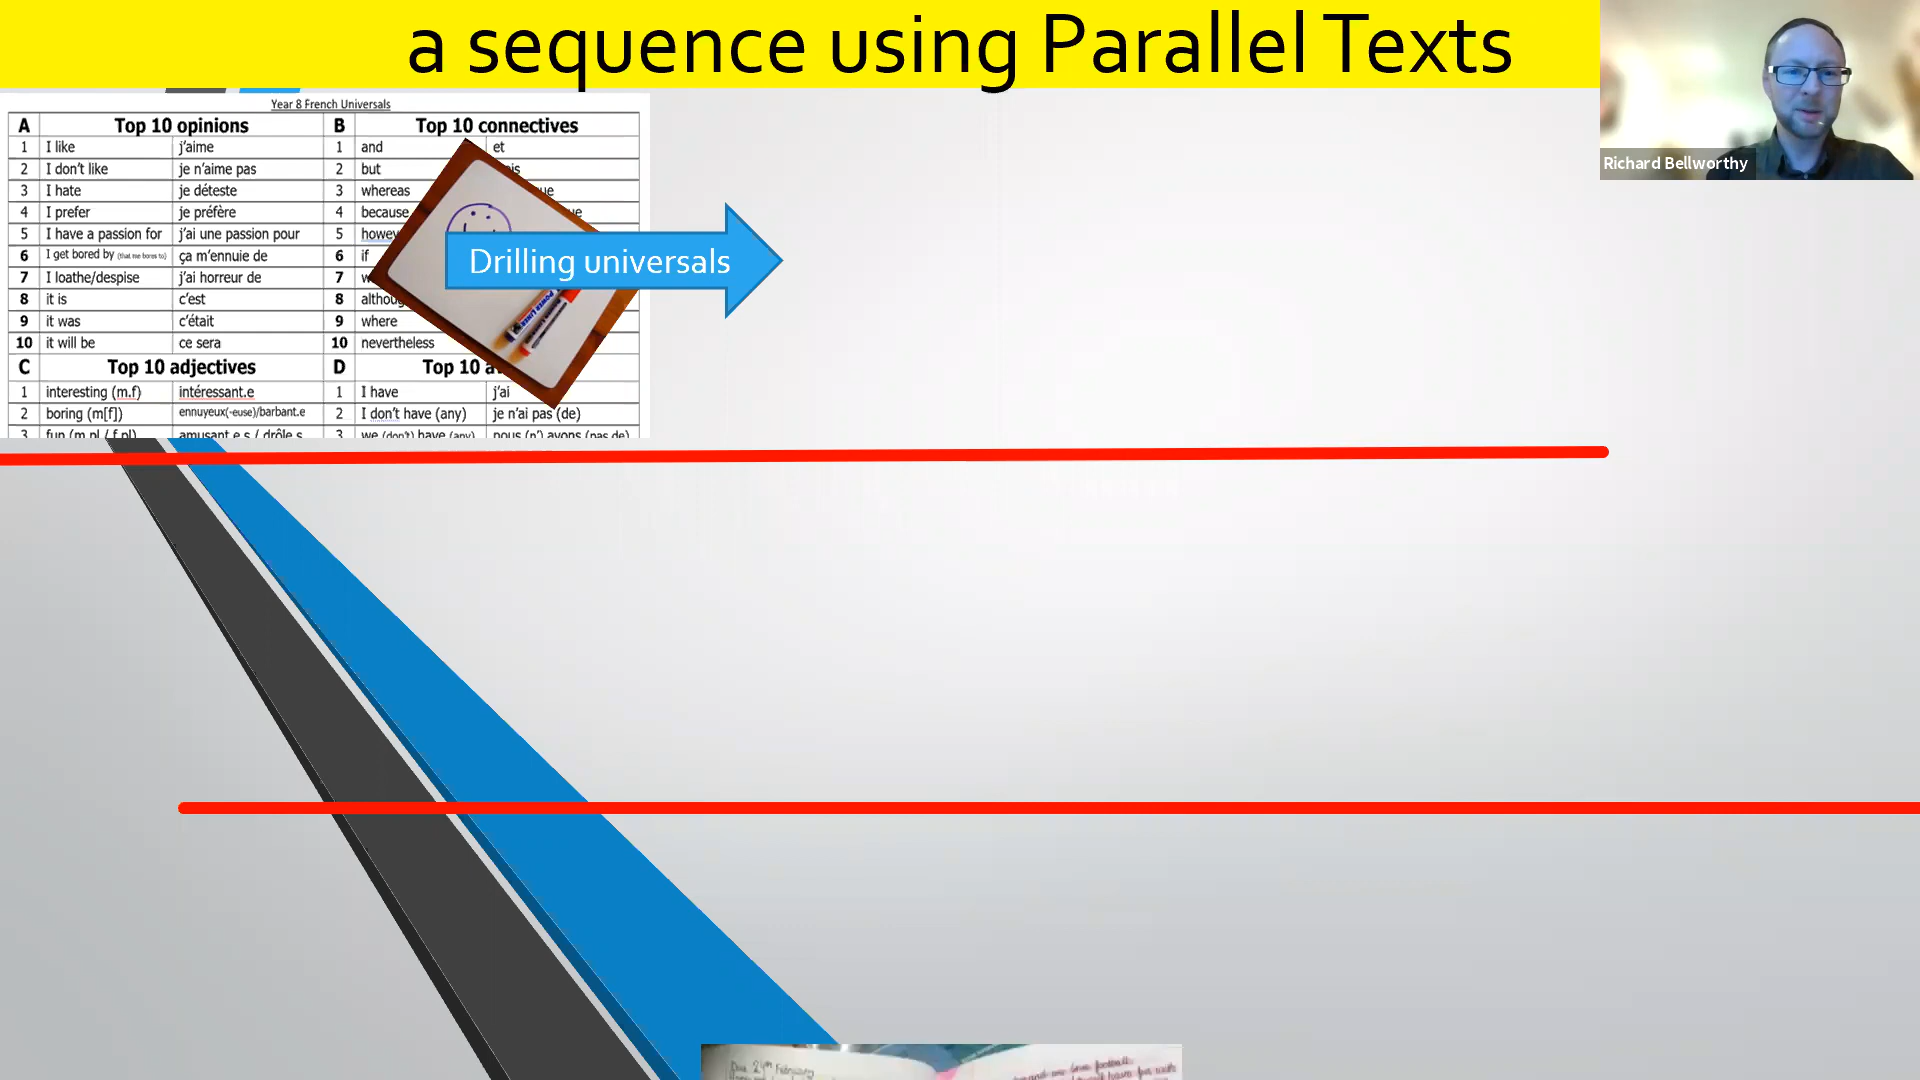 a sequence using Parallel Texts
Richard Bellworthy
Year 8 French Universals
A Top 10 opinions B Top 10 connectives
1 I like j'aime 1 and et
2 I don't like je n'aime pas 2 but
3 I hate je déteste 3 whereas
4 I prefer je préfère 4 because
5 I have a passion for j'ai une passion pour 5
6 I get bored by (that me bores to) ça m'ennuie de 6 if
7 I loathe/despise j'ai horreur de 7
8 it is c'est 8
9 it was c'était 9 where
10 it will be ce sera 10 nevertheless
Drilling universals
POWER LINER
C Top 10 adjectives D Top 10
1 interesting (m.f) intéressant.e 1 I have j'ai
2 boring (m[f]) ennuyeux(-euse)/barbant.e 2 I don't have (any) je n'ai pas (de)
3 fun (m.pl / f.pl) amusant.e.s / drôle.s 3 we (don't) have (any) nous (n') avons (pas de)
24th February
love football